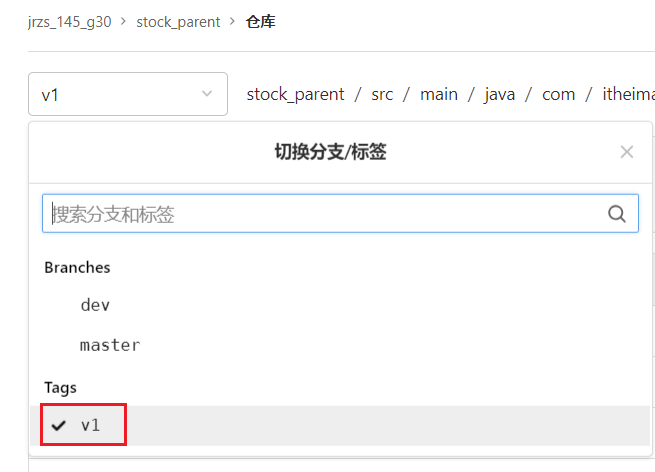 jrzs_145_g30 > stock_parent > 仓库
v1
stock_parent / src / main / java / com / itheima
切换分支/标签
搜索分支和标签
Branches
dev
master
Tags
v1